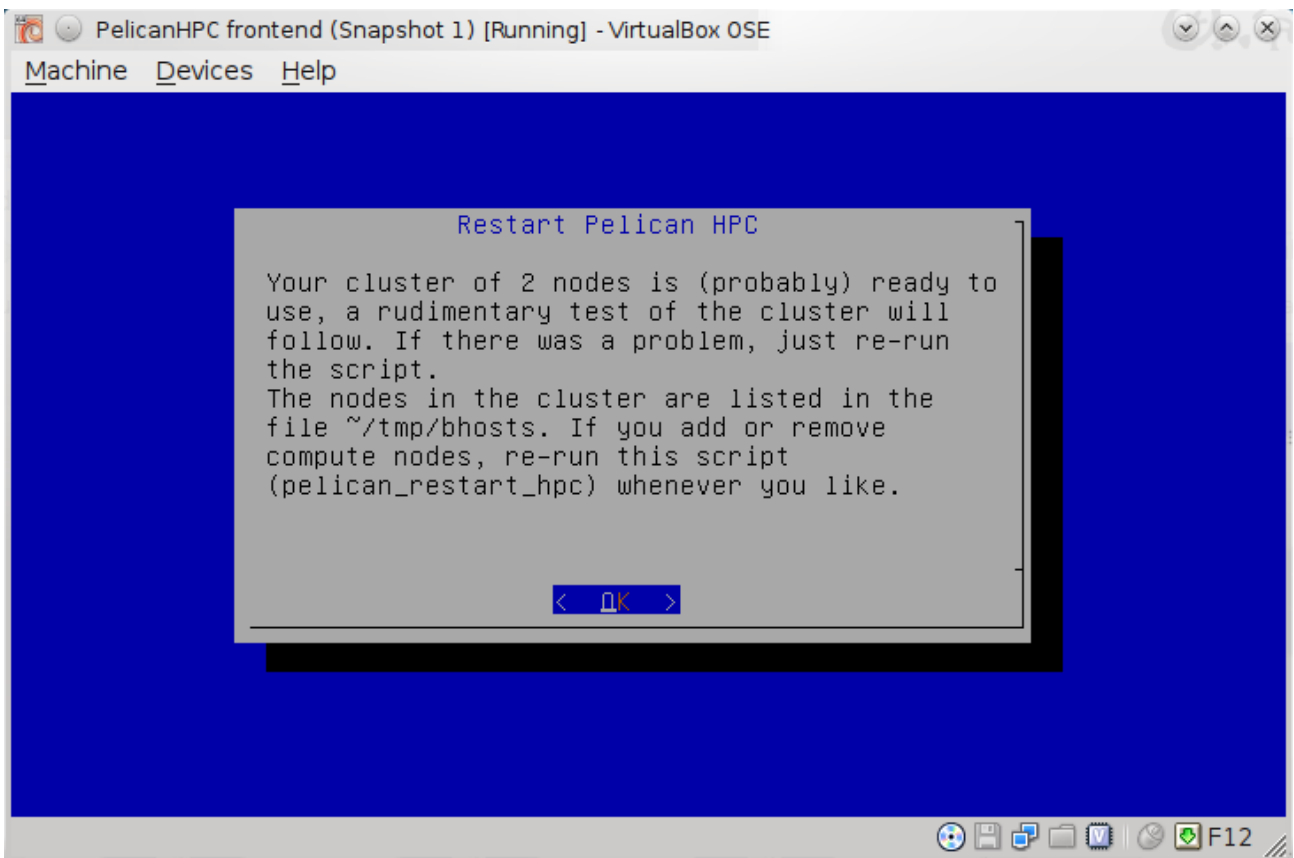 PelicanHPC frontend (Snapshot 1) [Running] - VirtualBox OSE
Machine Devices Help
Restart Pelican HPC
Your cluster of 2 nodes is (probably) ready to
use, a rudimentary test of the cluster will
follow. If there was a problem, just re-run
the script.
The nodes in the cluster are listed in the
file ~/tmp/bhosts. If you add or remove
compute nodes, re-run this script
(pelican_restart_hpc) whenever you like.
< OK >
F12